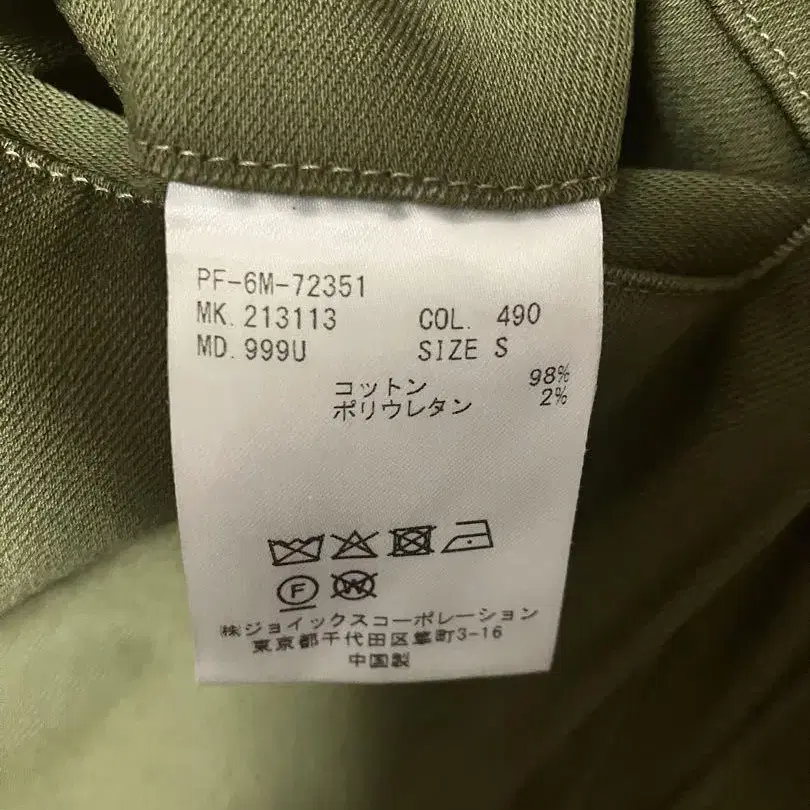 PF-6M-72351
MK. 213113 COL. 490
MD. 999U SIZE S
コットン 98%
ポリウレタン 2%
F W
㈱ジョイックスコーポレーション
東京都千代田区隼町3-16
中国製